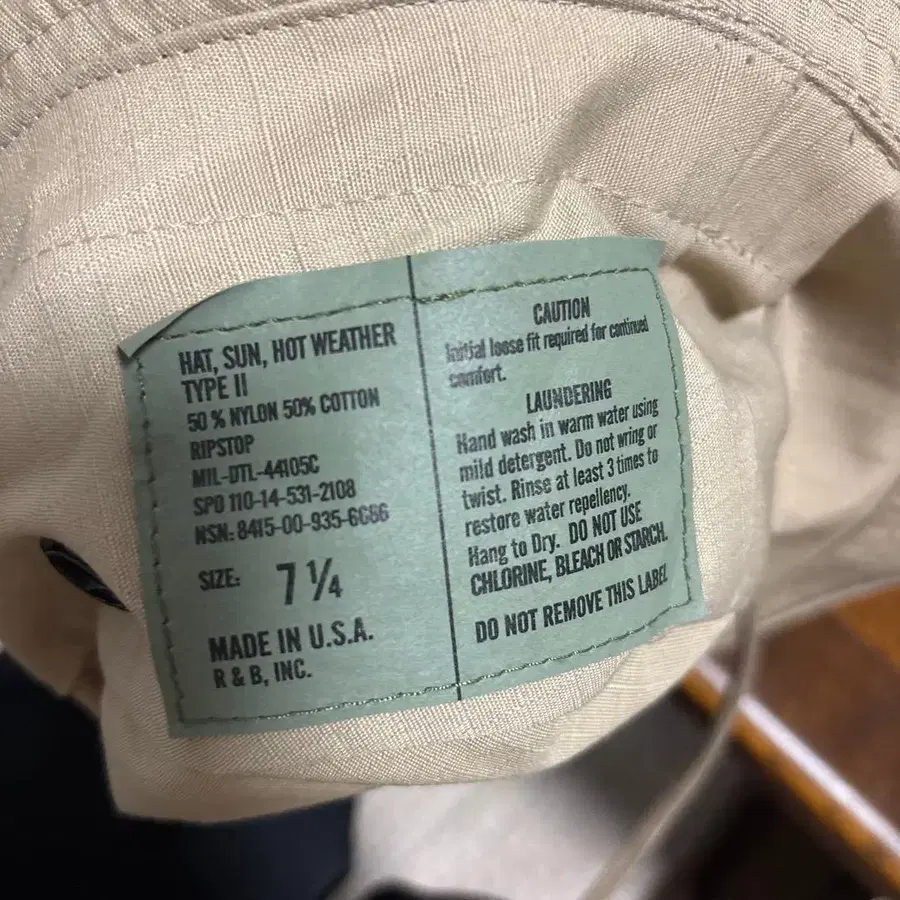 HAT, SUN, HOT WEATHER
TYPE II
50 % NYLON 50% COTTON
RIPSTOP
MIL-DTL-44105C
SPO 110-14-531-2108
NSN: 8415-00-935-6C66
SIZE: 7 ¼
MADE IN U.S.A.
R & B, INC.
CAUTION
Initial loose fit required for continued
comfort.
LAUNDERING
Hand wash in warm water using
mild detergent. Do not wring or
twist. Rinse at least 3 times to
restore water repellency.
Hang to Dry. DO NOT USE
CHLORINE, BLEACH OR STARCH.
DO NOT REMOVE THIS LABEL